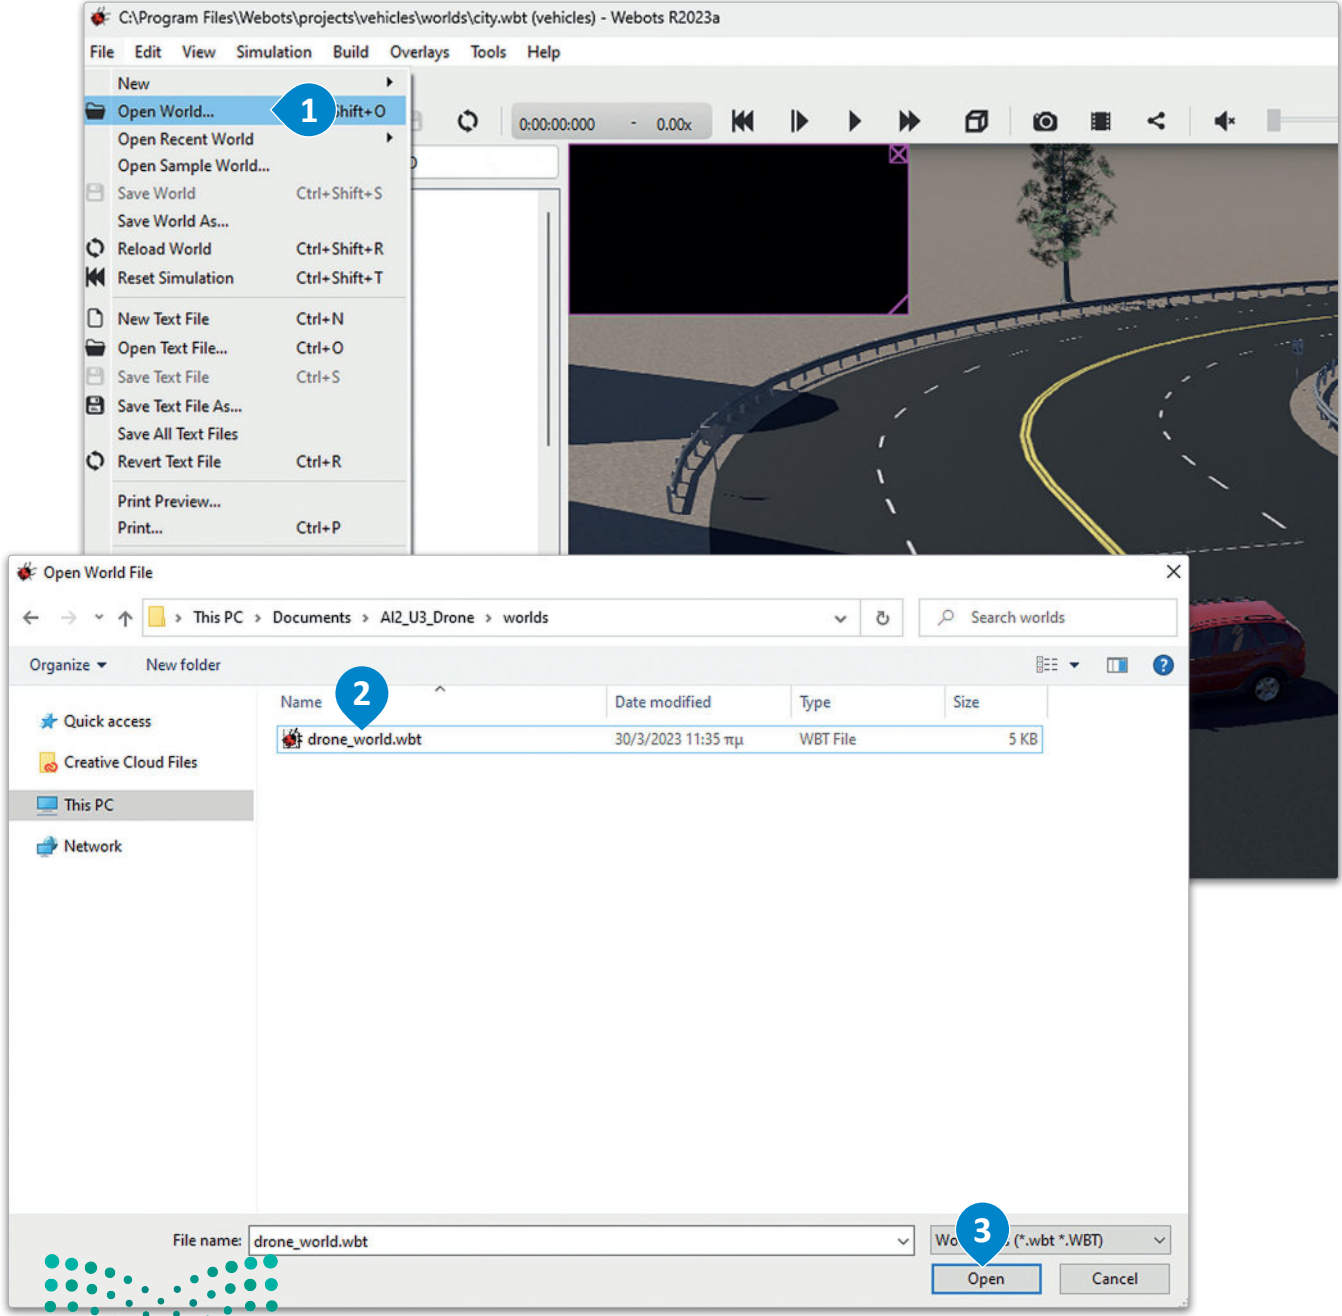 C:\Program Files\Webots\projects\vehicles\worlds\city.wbt (vehicles) - Webots R2023a
File Edit View Simulation Build Overlays Tools Help
New
Open World... 1 hift+O
Open Recent World
Open Sample World...
Save World Ctrl+Shift+S
Save World As...
Reload World Ctrl+Shift+R
Reset Simulation Ctrl+Shift+T
New Text File Ctrl+N
Open Text File... Ctrl+O
Save Text File Ctrl+S
Save Text File As...
Save All Text Files
Revert Text File Ctrl+R
Print Preview...
Print... Ctrl+P
0:00:00:000 - 0.00x
Open World File
This PC > Documents > AI2_U3_Drone > worlds
Search worlds
Organize New folder
Quick access
Creative Cloud Files
This PC
Network
Name 2 Date modified Type Size
drone_world.wbt 30/3/2023 11:35 πμ WBT File 5 KB
File name: drone_world.wbt
Wo 3 s (*.wbt *.WBT)
Open Cancel